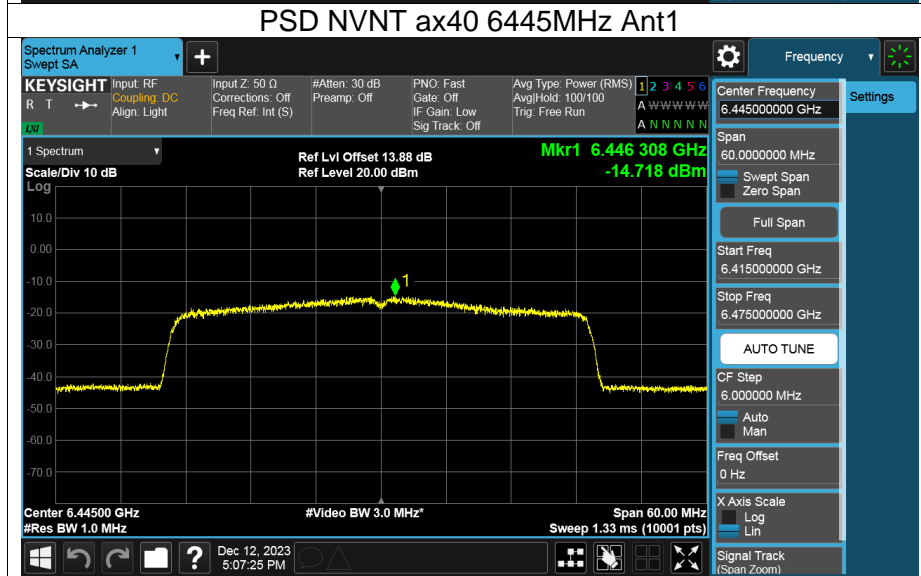 PSD NVNT ax40 6445MHz Ant1
Spectrum Analyzer 1
Swept SA
+
Frequency
KEYSIGHT
R T
LXI
Input: RF
Coupling: DC
Align: Light
Input Z: 50 Ω
Corrections: Off
Freq Ref: Int (S)
#Atten: 30 dB
Preamp: Off
PNO: Fast
Gate: Off
IF Gain: Low
Sig Track: Off
Avg Type: Power (RMS)
Avg|Hold: 100/100
Trig: Free Run
1 2 3 4 5 6
A W W W W W
A N N N N N
1 Spectrum
Scale/Div 10 dB
Ref Lvl Offset 13.88 dB
Ref Level 20.00 dBm
Mkr1 6.446 308 GHz
-14.718 dBm
Log
10.0
0.00
-10.0
-20.0
-30.0
-40.0
-50.0
-60.0
-70.0
1
Center 6.44500 GHz
#Res BW 1.0 MHz
#Video BW 3.0 MHz*
Span 60.00 MHz
Sweep 1.33 ms (10001 pts)
?
Dec 12, 2023
5:07:25 PM
Center Frequency
6.445000000 GHz
Settings
Span
60.0000000 MHz
Swept Span
Zero Span
Full Span
Start Freq
6.415000000 GHz
Stop Freq
6.475000000 GHz
AUTO TUNE
CF Step
6.000000 MHz
Auto
Man
Freq Offset
0 Hz
X Axis Scale
Log
Lin
Signal Track
(Span Zoom)